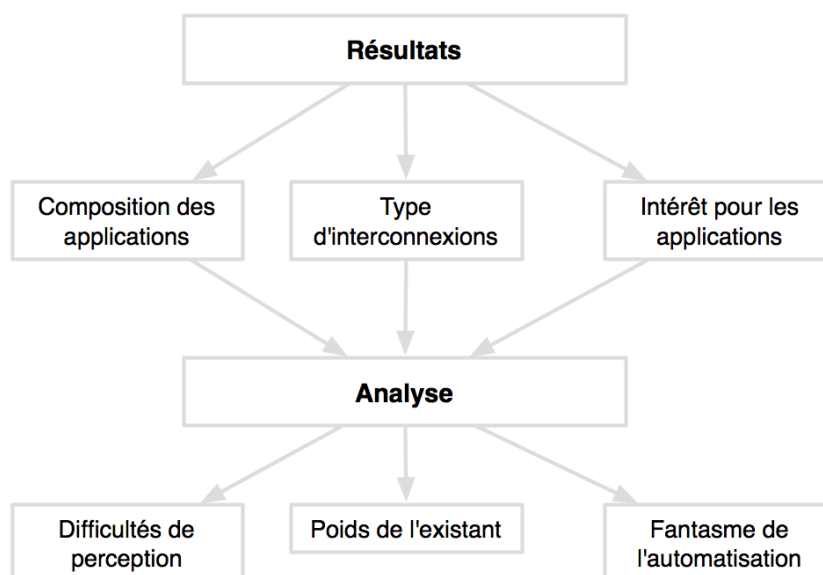 Résultats
Composition des
applications
Type
d'interconnexions
Intérêt pour les
applications
Analyse
Difficultés de
perception
Poids de l'existant
Fantasme de
l'automatisation